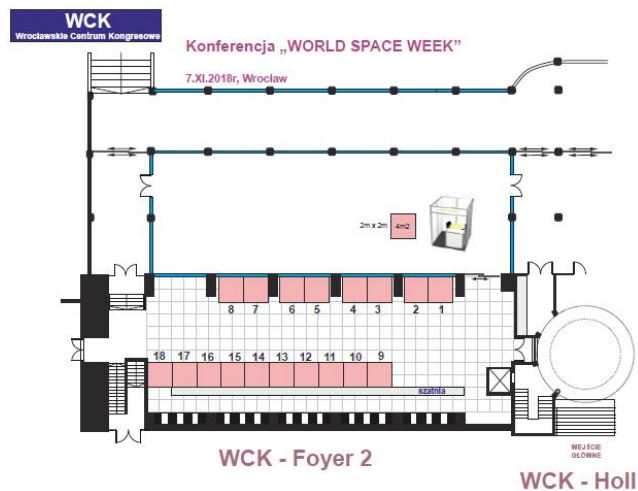 WCK
Wrocławskie Centrum Kongresowe
Konferencja „WORLD SPACE WEEK”
7.XI.2018r, Wrocław
2m x 2m 4m2
8 7 6 5 4 3 2 1
18 17 16 15 14 13 12 11 10 9
szatnia
WCK - Foyer 2
WEJŚCIE
GŁÓWNE
WCK - Holl